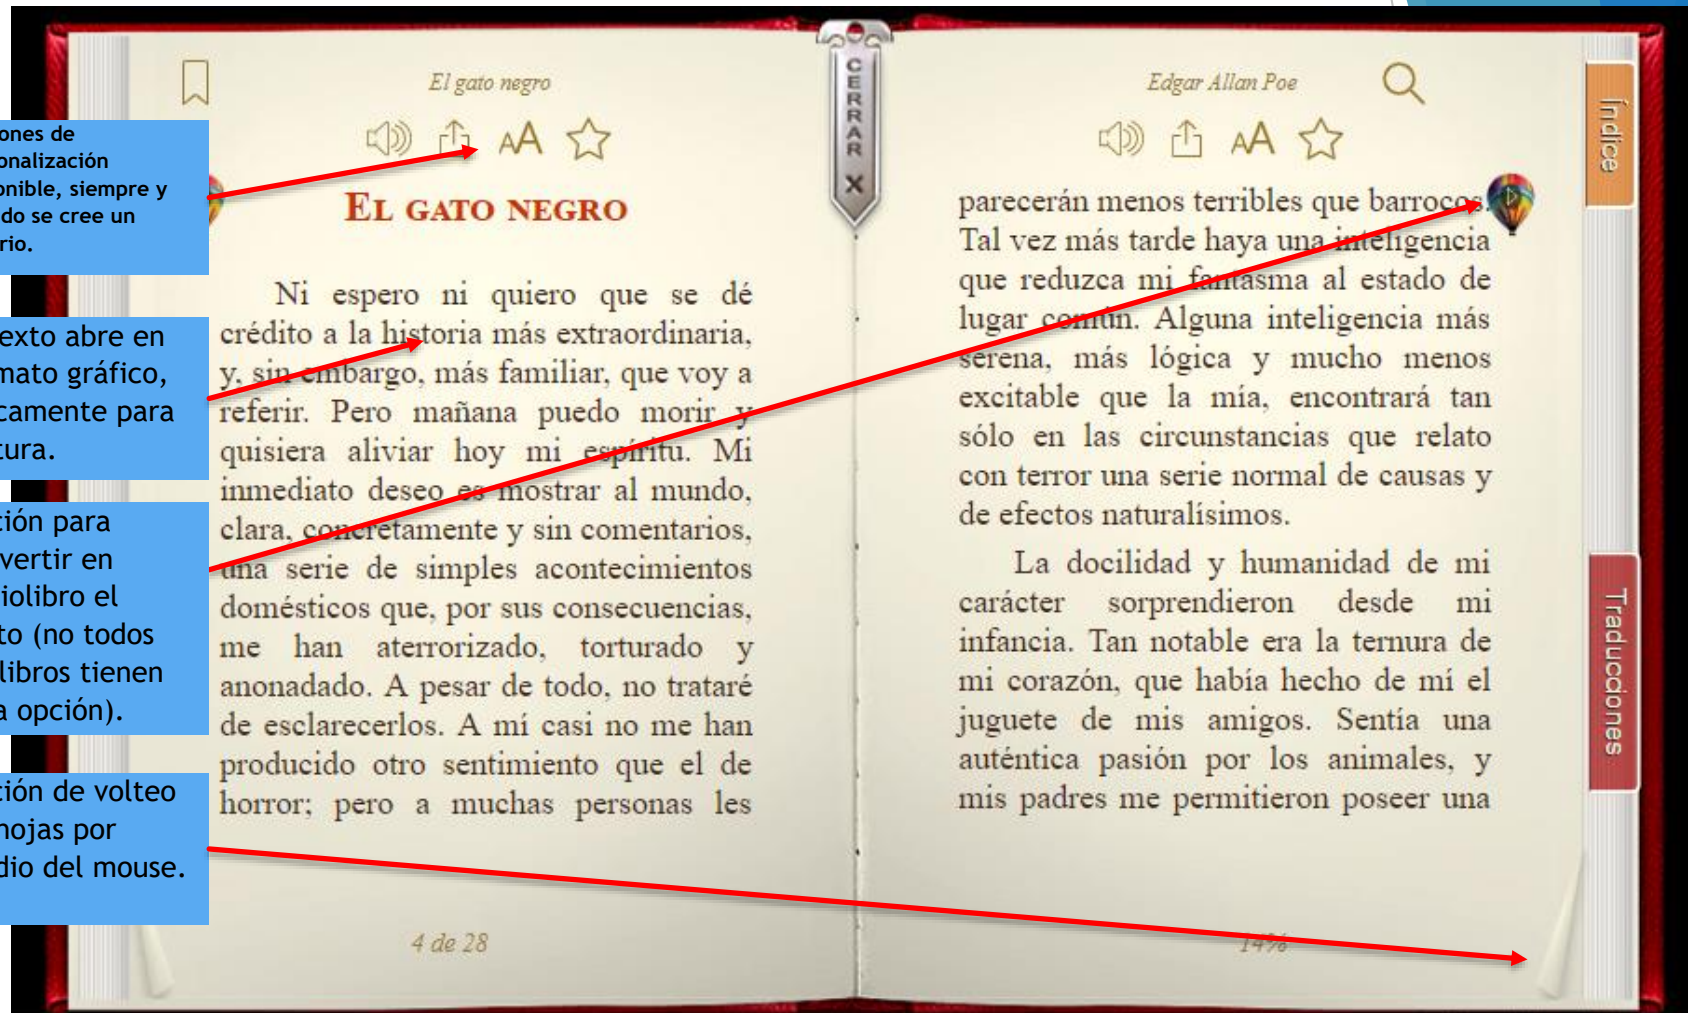 El gato negro
Edgar Allan Poe
CERRAR X
Índice
Traducciones
ones de
onalización
onible, siempre y
do se cree un
rio.
exto abre en
mato gráfico,
camente para
tura.
ción para
vertir en
iolibro el
to (no todos
libros tienen
a opción).
ción de volteo
hojas por
dio del mouse.
AA
EL GATO NEGRO
Ni espero ni quiero que se dé
crédito a la historia más extraordinaria,
y, sin embargo, más familiar, que voy a
referir. Pero mañana puedo morir y
quisiera aliviar hoy mi espíritu. Mi
inmediato deseo es mostrar al mundo,
clara, concretamente y sin comentarios,
una serie de simples acontecimientos
domésticos que, por sus consecuencias,
me han aterrorizado, torturado y
anonadado. A pesar de todo, no trataré
de esclarecerlos. A mí casi no me han
producido otro sentimiento que el de
horror; pero a muchas personas les
4 de 28
AA
parecerán menos terribles que barrocos.
Tal vez más tarde haya una inteligencia
que reduzca mi fantasma al estado de
lugar común. Alguna inteligencia más
serena, más lógica y mucho menos
excitable que la mía, encontrará tan
sólo en las circunstancias que relato
con terror una serie normal de causas y
de efectos naturalísimos.
La docilidad y humanidad de mi
carácter sorprendieron desde mi
infancia. Tan notable era la ternura de
mi corazón, que había hecho de mí el
juguete de mis amigos. Sentía una
auténtica pasión por los animales, y
mis padres me permitieron poseer una
14%